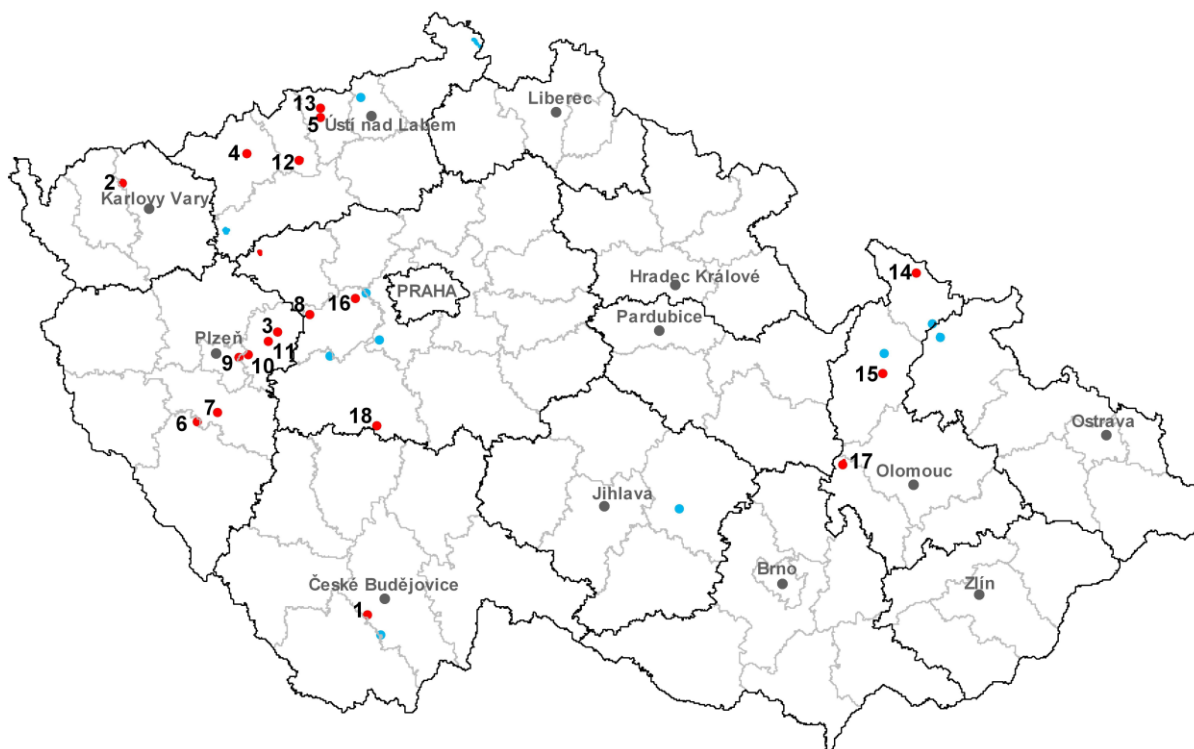 13
Liberec
5
Ústí nad Labem
4
12
2
Karlovy Vary
14
Hradec Králové
PRAHA
16
8
Pardubice
3
Plzeň
11
9
10
15
7
6
18
Ostrava
17
Olomouc
Jihlava
Brno
České Budějovice
Zlín
1